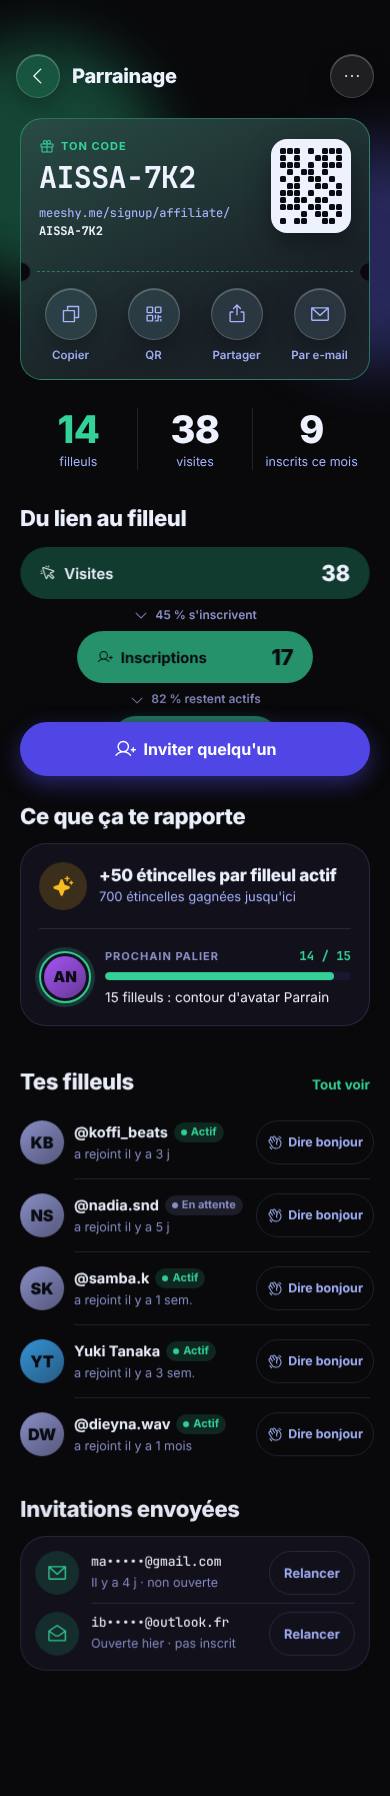 Parrainage
TON CODE
AISSA-7K2
meeshy.me/signup/affiliate/
AISSA-7K2
Copier
QR
Partager
Par e-mail
14
filleuls
38
visites
9
inscrits ce mois
Du lien au filleul
Visites
38
45 % s'inscrivent
Inscriptions
17
82 % restent actifs
Inviter quelqu'un
Ce que ça te rapporte
+50 étincelles par filleul actif
700 étincelles gagnées jusqu'ici
AN
PROCHAIN PALIER
14 / 15
15 filleuls : contour d'avatar Parrain
Tes filleuls
Tout voir
KB
@koffi_beats
Actif
a rejoint il y a 3 j
Dire bonjour
NS
@nadia.snd
En attente
a rejoint il y a 5 j
Dire bonjour
SK
@samba.k
Actif
a rejoint il y a 1 sem.
Dire bonjour
YT
Yuki Tanaka
Actif
a rejoint il y a 3 sem.
Dire bonjour
DW
@dieyna.wav
Actif
a rejoint il y a 1 mois
Dire bonjour
Invitations envoyées
ma•••••@gmail.com
Il y a 4 j · non ouverte
Relancer
ib•••••@outlook.fr
Ouverte hier · pas inscrit
Relancer